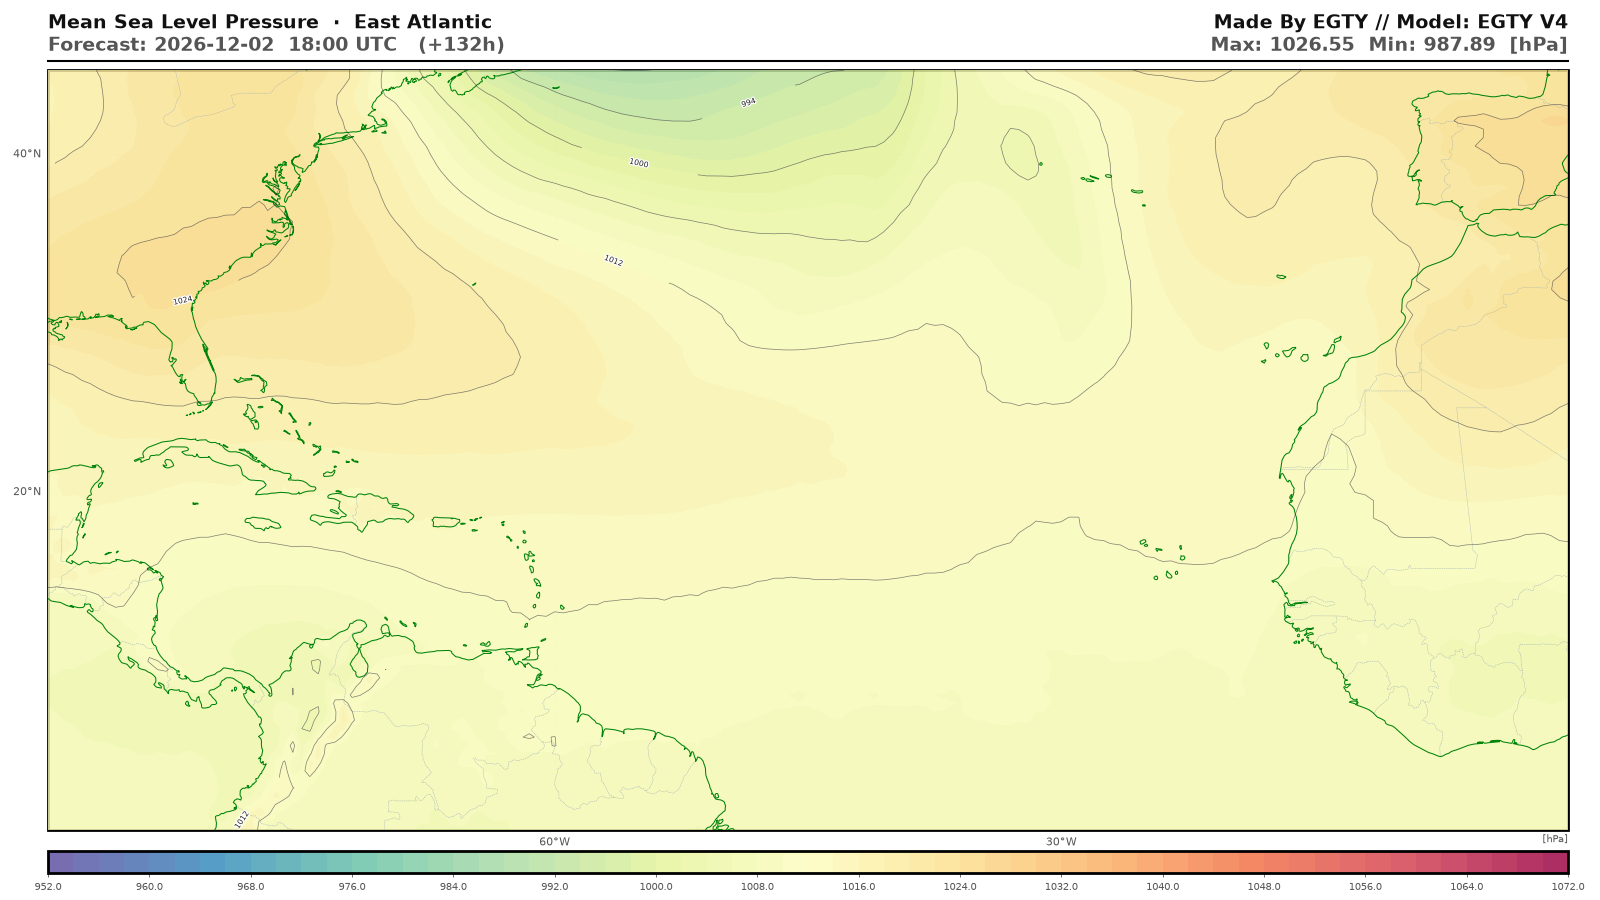 Mean Sea Level Pressure · East Atlantic
Made By EGTY // Model: EGTY V4
Forecast: 2026-12-02 18:00 UTC (+132h)
Max: 1026.55 Min: 987.89 [hPa]
994
40°N
1000
1012
1024
20°N
1012
60°W
30°W
[hPa]
952.0
960.0
968.0
976.0
984.0
992.0
1000.0
1008.0
1016.0
1024.0
1032.0
1040.0
1048.0
1056.0
1064.0
1072.0